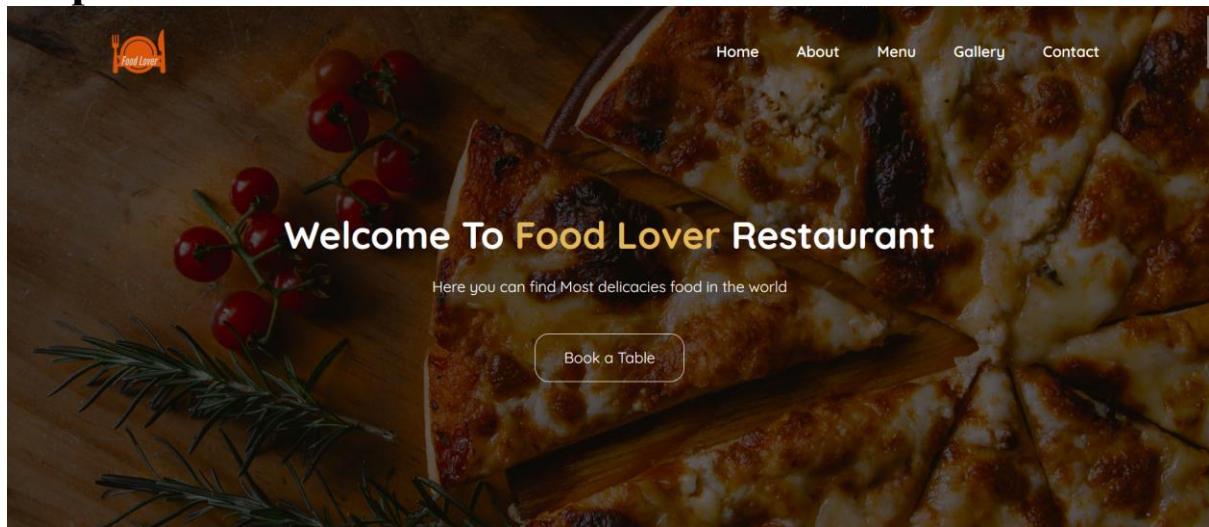 Food Lover
Home About Menu Gallery Contact
Welcome To Food Lover Restaurant
Here you can find Most delicacies food in the world
Book a Table